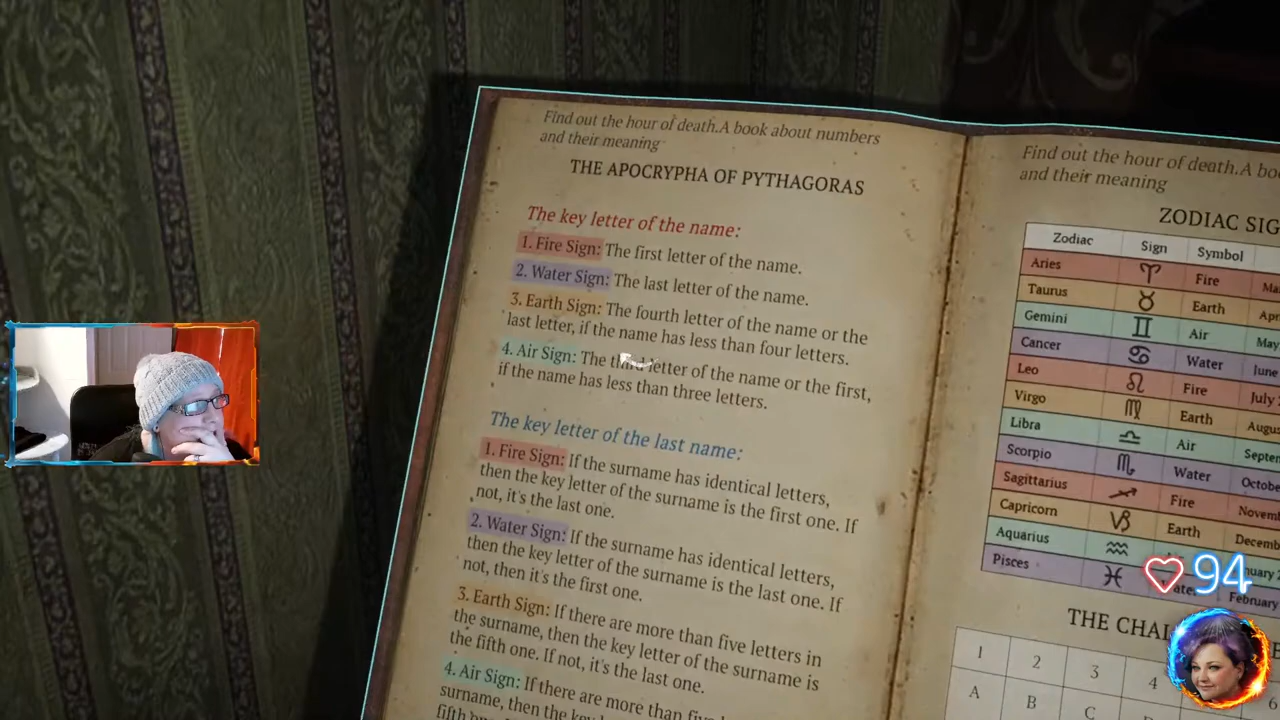 Find out the hour of death.A book about numbers
and their meaning
THE APOCRYPHA OF PYTHAGORAS
The key letter of the name:
1. Fire Sign: The first letter of the name.
2. Water Sign: The last letter of the name.
3. Earth Sign: The fourth letter of the name or the
last letter, if the name has less than four letters.
4. Air Sign: The third letter of the name or the first,
if the name has less than three letters.
The key letter of the last name:
1. Fire Sign: If the surname has identical letters,
then the key letter of the surname is the first one. If
not, it's the last one.
2. Water Sign: If the surname has identical letters,
then the key letter of the surname is the last one. If
not, then it's the first one.
3. Earth Sign: If there are more than five letters in
the surname, then the key letter of the surname is
the fifth one. If not, it's the last one.
4. Air Sign: If there are more than five
surname, then the key
Find out the hour of death.A
and their meaning
ZODIAC
Zodiac Sign Symbol
Aries ♈ Fire
Taurus ♉ Earth
Gemini ♊ Air May
Cancer ♋ Water June
Leo ♌ Fire July
Virgo ♍ Earth
Libra ♎ Air
Scorpio ♏ Water
Sagittarius ♐ Fire
Capricorn ♑ Earth
Aquarius ♒
Pisces ♓ February
THE
1 2 3 4 6
A B C D
94